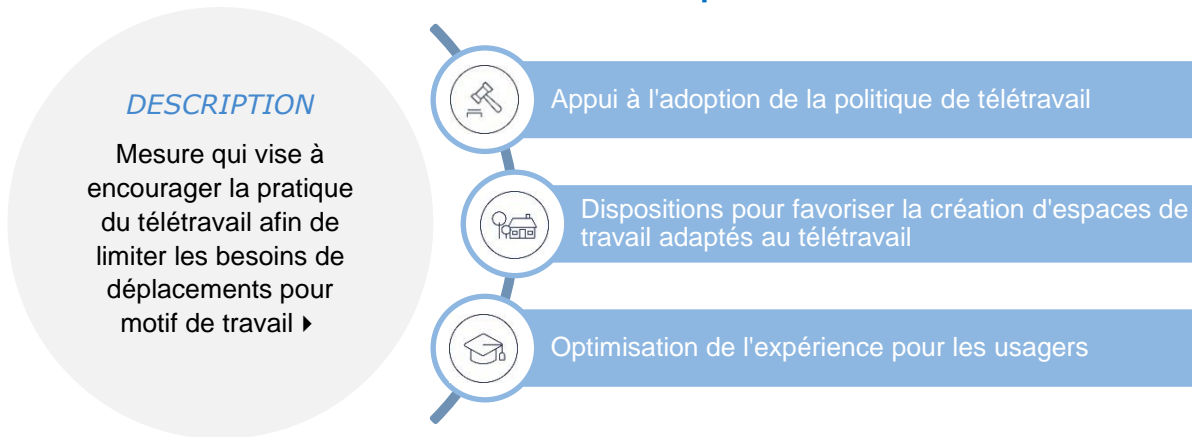 DESCRIPTION
Mesure qui vise à
encourager la pratique
du télétravail afin de
limiter les besoins de
déplacements pour
motif de travail
Appui à l'adoption de la politique de télétravail
Dispositions pour favoriser la création d'espaces de
travail adaptés au télétravail
Optimisation de l'expérience pour les usagers